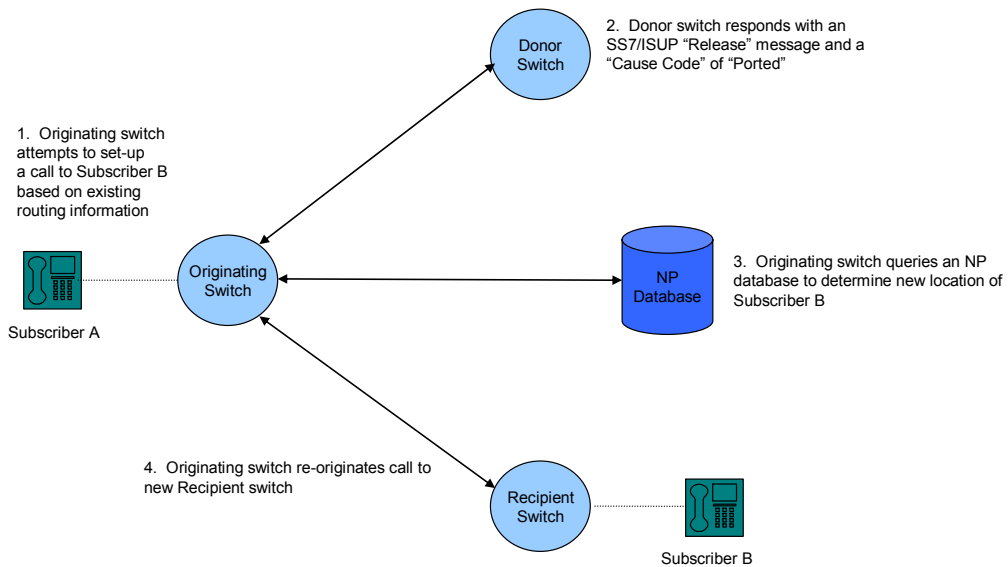 2. Donor switch responds with an
SS7/ISUP “Release” message and a
“Cause Code” of “Ported”
Donor
Switch
1. Originating switch
attempts to set-up
a call to Subscriber B
based on existing
routing information
Originating
Switch
Subscriber A
NP
Database
3. Originating switch queries an NP
database to determine new location of
Subscriber B
4. Originating switch re-originates call to
new Recipient switch
Recipient
Switch
Subscriber B